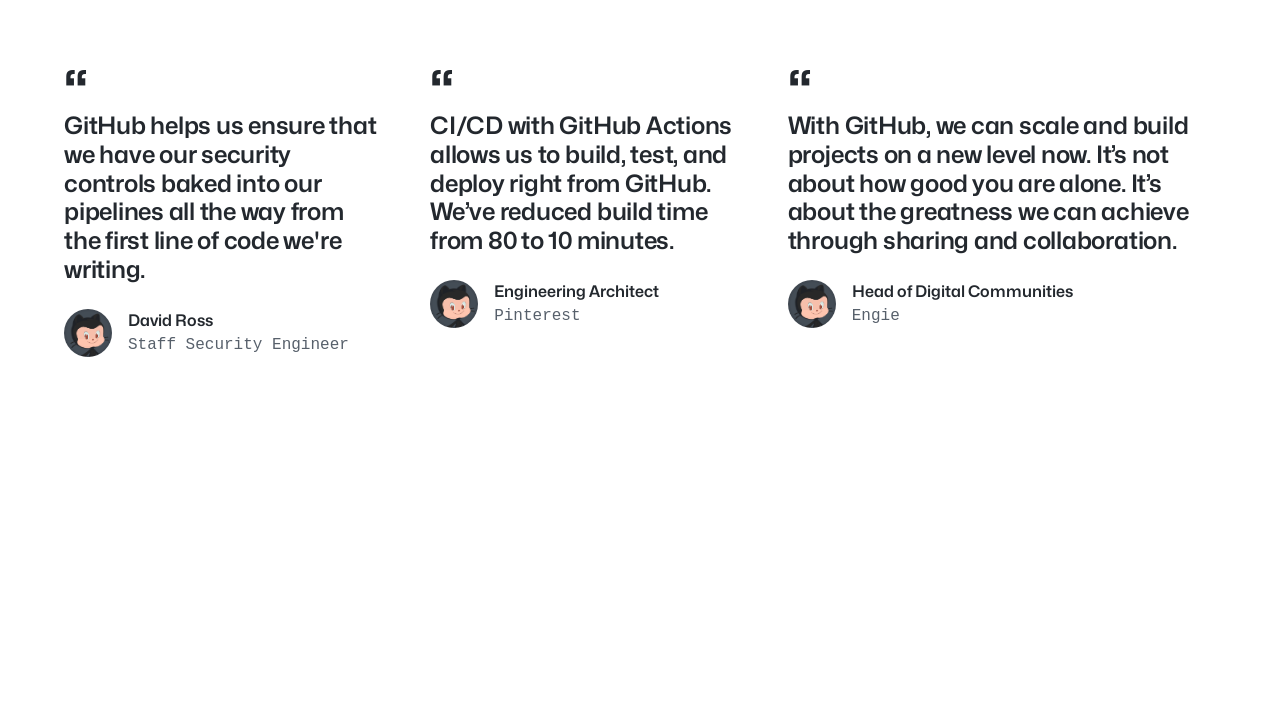 “
GitHub helps us ensure that
we have our security
controls baked into our
pipelines all the way from
the first line of code we're
writing.
David Ross
Staff Security Engineer
“
CI/CD with GitHub Actions
allows us to build, test, and
deploy right from GitHub.
We’ve reduced build time
from 80 to 10 minutes.
Engineering Architect
Pinterest
“
With GitHub, we can scale and build
projects on a new level now. It’s not
about how good you are alone. It’s
about the greatness we can achieve
through sharing and collaboration.
Head of Digital Communities
Engie